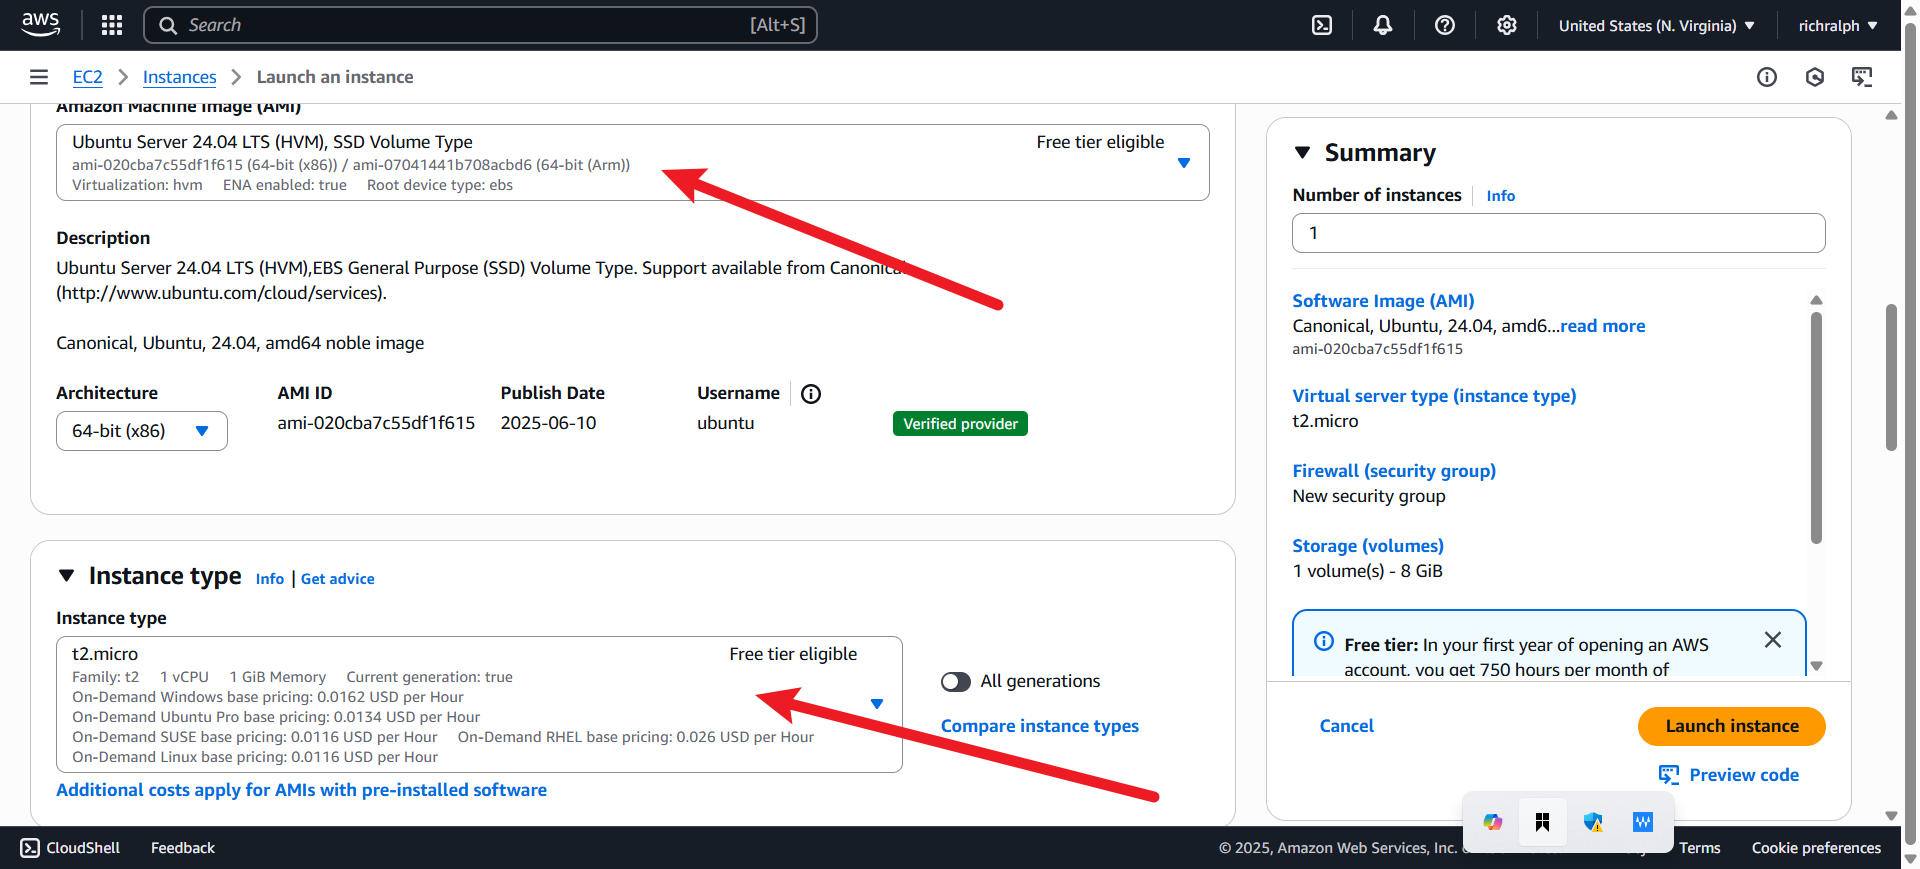 aws
Search
[Alt+S]
United States (N. Virginia)
richralph
EC2
Instances
Launch an instance
Amazon Machine Image (AMI)
Ubuntu Server 24.04 LTS (HVM), SSD Volume Type
Free tier eligible
ami-020cba7c55df1f615 (64-bit (x86)) / ami-07041441b708acbd6 (64-bit (Arm))
Virtualization: hvm ENA enabled: true Root device type: ebs
Description
Ubuntu Server 24.04 LTS (HVM),EBS General Purpose (SSD) Volume Type. Support available from Canonical
(http://www.ubuntu.com/cloud/services).
Canonical, Ubuntu, 24.04, amd64 noble image
Architecture AMI ID Publish Date Username
64-bit (x86) ami-020cba7c55df1f615 2025-06-10 ubuntu Verified provider
Instance type Info | Get advice
Instance type
t2.micro Free tier eligible
Family: t2 1 vCPU 1 GiB Memory Current generation: true
On-Demand Windows base pricing: 0.0162 USD per Hour
On-Demand Ubuntu Pro base pricing: 0.0134 USD per Hour
On-Demand SUSE base pricing: 0.0116 USD per Hour On-Demand RHEL base pricing: 0.026 USD per Hour
On-Demand Linux base pricing: 0.0116 USD per Hour
All generations
Compare instance types
Additional costs apply for AMIs with pre-installed software
Summary
Number of instances Info
1
Software Image (AMI)
Canonical, Ubuntu, 24.04, amd6...read more
ami-020cba7c55df1f615
Virtual server type (instance type)
t2.micro
Firewall (security group)
New security group
Storage (volumes)
1 volume(s) - 8 GiB
Free tier: In your first year of opening an AWS
account, you get 750 hours per month of
Cancel
Launch instance
Preview code
CloudShell
Feedback
© 2025, Amazon Web Services, Inc.
Terms
Cookie preferences